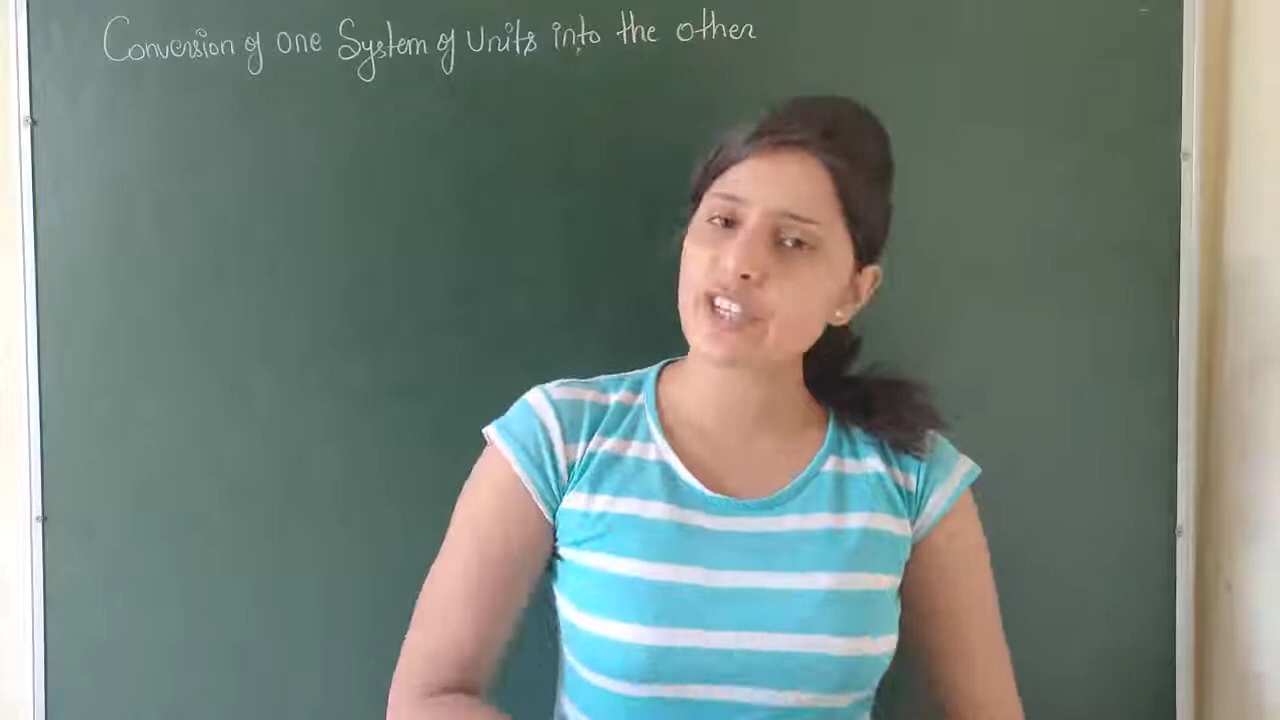 Conversion of one System of Units into the other